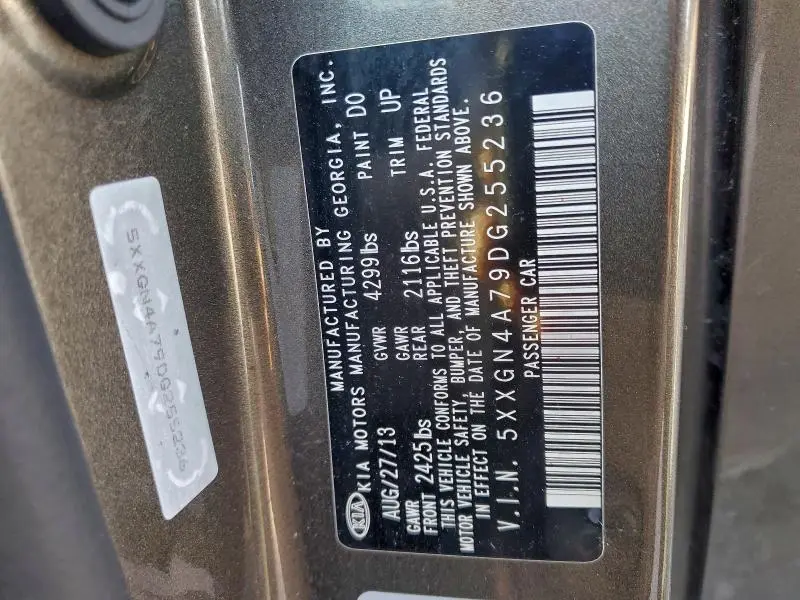 5XXGN4A79DG255236
MANUFACTURED BY
KIA KIA MOTORS MANUFACTURING GEORGIA, INC.
AUG/27/13 GVWR 4299lbs PAINT DO
GAWR FRONT 2425lbs GAWR REAR 2116lbs TRIM UP
THIS VEHICLE CONFORMS TO ALL APPLICABLE U.S.A. FEDERAL
MOTOR VEHICLE SAFETY, BUMPER, AND THEFT PREVENTION STANDARDS
IN EFFECT ON THE DATE OF MANUFACTURE SHOWN ABOVE.
V.I.N. 5XXGN4A79DG255236
PASSENGER CAR